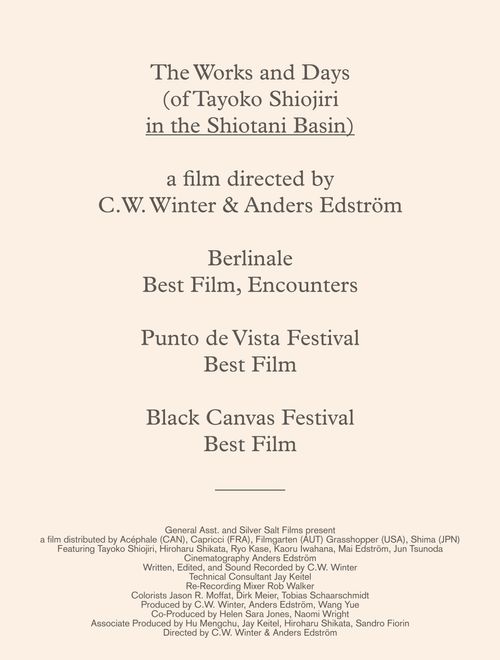 The Works and Days
(of Tayoko Shiojiri
in the Shiotani Basin)
a film directed by
C.W. Winter & Anders Edström
Berlinale
Best Film, Encounters
Punto de Vista Festival
Best Film
Black Canvas Festival
Best Film
General Asst. and Silver Salt Films present
a film distributed by Acéphale (CAN), Capricci (FRA), Filmgarten (AUT) Grasshopper (USA), Shima (JPN)
Featuring Tayoko Shiojiri, Hiroharu Shikata, Ryo Kase, Kaoru Iwahana, Mai Edström, Jun Tsunoda
Cinematography Anders Edström
Written, Edited, and Sound Recorded by C.W. Winter
Technical Consultant Jay Keitel
Re-Recording Mixer Rob Walker
Colorists Jason R. Moffat, Dirk Meier, Tobias Schaarschmidt
Produced by C.W. Winter, Anders Edström, Wang Yue
Co-Produced by Helen Sara Jones, Naomi Wright
Associate Produced by Hu Mengchu, Jay Keitel, Hiroharu Shikata, Sandro Fiorin
Directed by C.W. Winter & Anders Edström